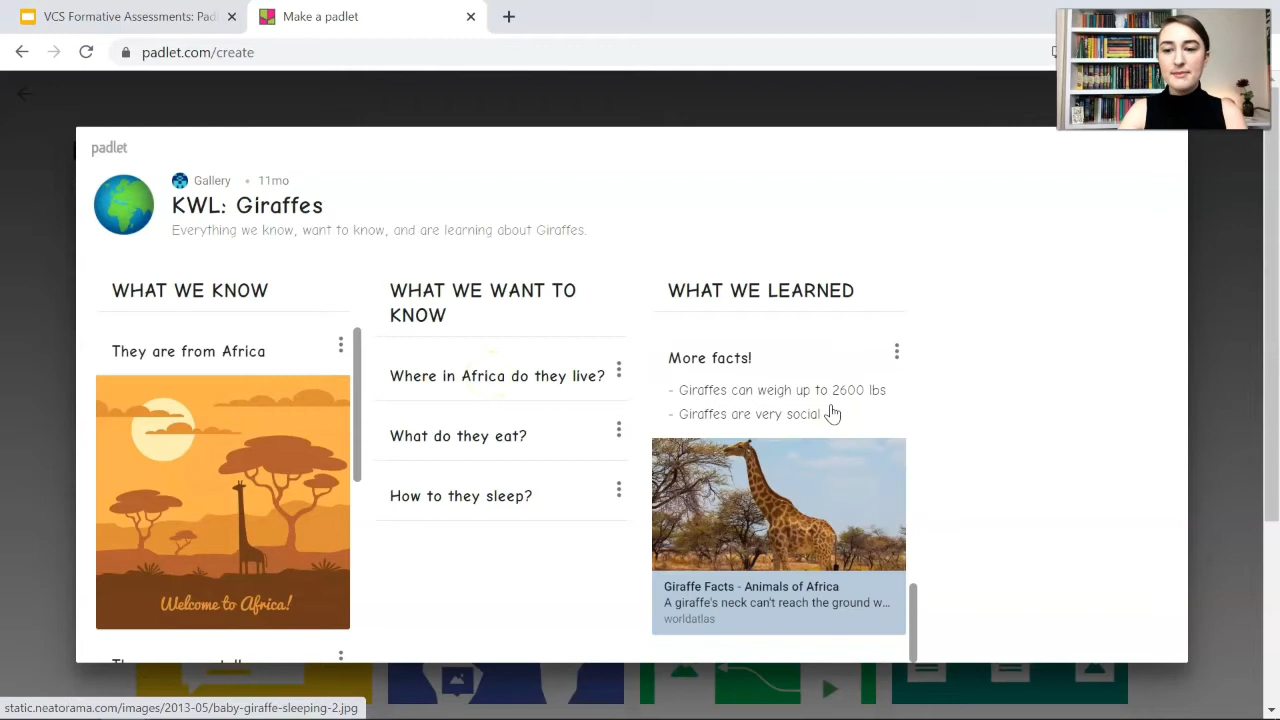 VCS Formative Assessments: Pad
Make a padlet
padlet.com/create
padlet
Gallery • 11mo
KWL: Giraffes
Everything we know, want to know, and are learning about Giraffes.
WHAT WE KNOW
They are from Africa
Welcome to Africa!
WHAT WE WANT TO
KNOW
Where in Africa do they live?
What do they eat?
How to they sleep?
WHAT WE LEARNED
More facts!
- Giraffes can weigh up to 2600 lbs
- Giraffes are very social
Giraffe Facts - Animals of Africa
A giraffe's neck can't reach the ground w...
worldatlas
static.neatorama.com/images/2013-05/baby-giraffe-sleeping-2.jpg